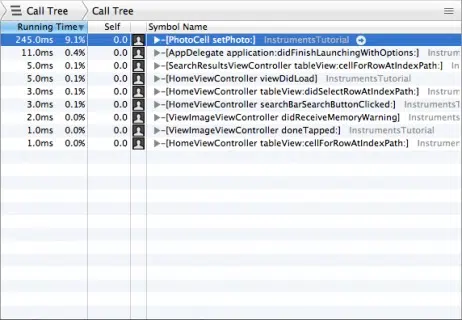 Call Tree Call Tree
Running Time Self Symbol Name
245.0ms 9.1% 0.0 -[PhotoCell setPhoto:] InstrumentsTutorial
11.0ms 0.4% 0.0 -[AppDelegate application:didFinishLaunchingWithOptions:] Instrum
5.0ms 0.1% 0.0 -[SearchResultsViewController tableView:cellForRowAtIndexPath:]
5.0ms 0.1% 0.0 -[HomeViewController viewDidLoad] InstrumentsTutorial
3.0ms 0.1% 0.0 -[HomeViewController tableView:didSelectRowAtIndexPath:] Instrum
3.0ms 0.1% 0.0 -[HomeViewController searchBarSearchButtonClicked:] InstrumentsT
2.0ms 0.0% 0.0 -[ViewImageViewController didReceiveMemoryWarning] Instruments
1.0ms 0.0% 0.0 -[ViewImageViewController doneTapped:] InstrumentsTutorial
1.0ms 0.0% 0.0 -[HomeViewController tableView:cellForRowAtIndexPath:] Instrumen